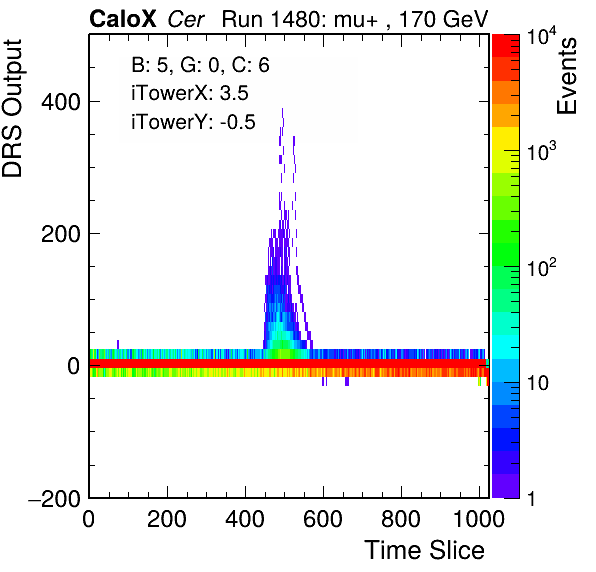 CaloX Cer Run 1480: mu+ , 170 GeV
B: 5, G: 0, C: 6
iTowerX: 3.5
iTowerY: -0.5
DRS Output
400
200
0
−200
0 200 400 600 800 1000
Time Slice
Events
10^4
10^3
10^2
10
1